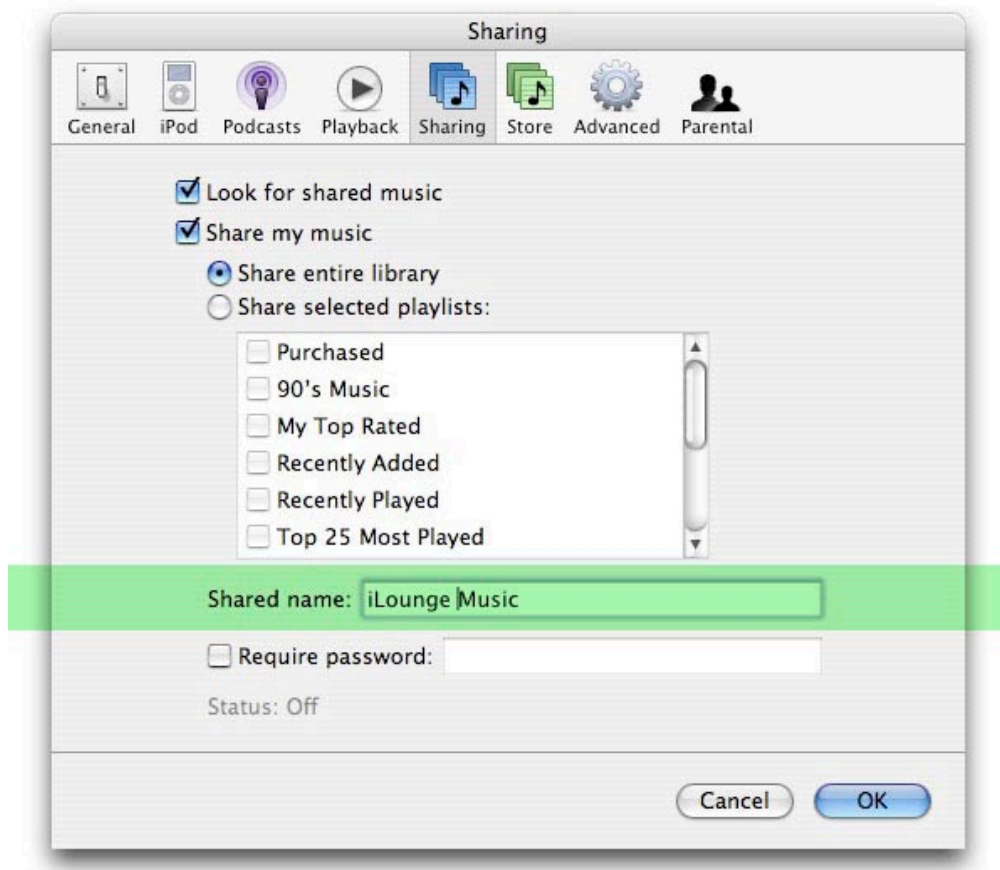 Sharing
General iPod Podcasts Playback Sharing Store Advanced Parental
Look for shared music
Share my music
Share entire library
Share selected playlists:
Purchased
90's Music
My Top Rated
Recently Added
Recently Played
Top 25 Most Played
Shared name: iLounge Music
Require password:
Status: Off
Cancel OK